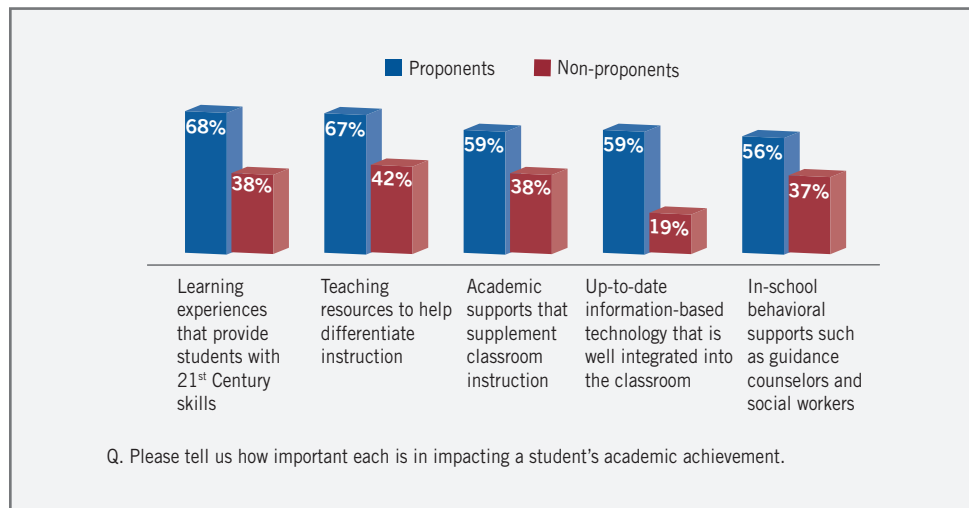 Proponents Non-proponents
68% 38% 67% 42% 59% 38% 59% 19% 56% 37%
Learning
experiences
that provide
students with
21st Century
skills
Teaching
resources to help
differentiate
instruction
Academic
supports that
supplement
classroom
instruction
Up-to-date
information-based
technology that is
well integrated into
the classroom
In-school
behavioral
supports such
as guidance
counselors and
social workers
Q. Please tell us how important each is in impacting a student’s academic achievement.